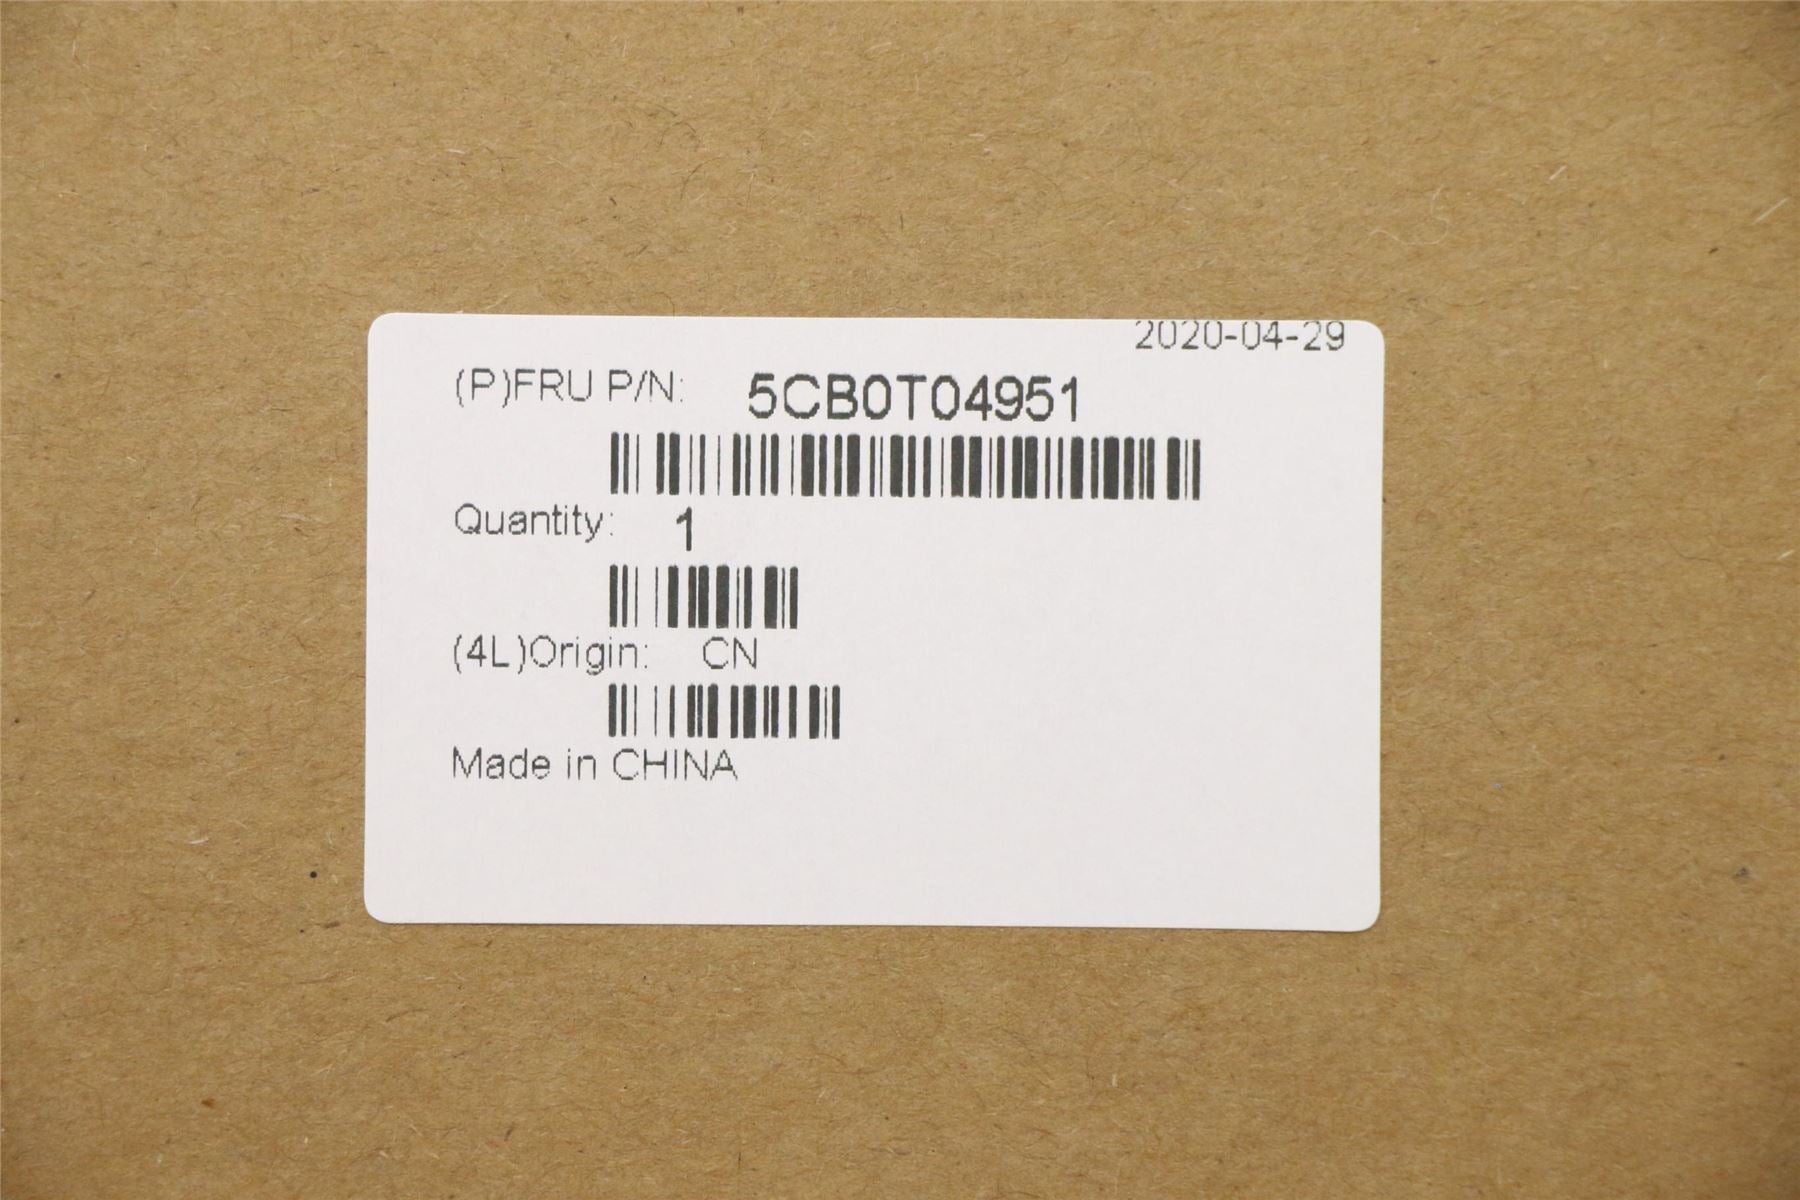 2020-04-29
(P)FRU P/N: 5CB0T04951
Quantity: 1
(4L)Origin: CN
Made in CHINA